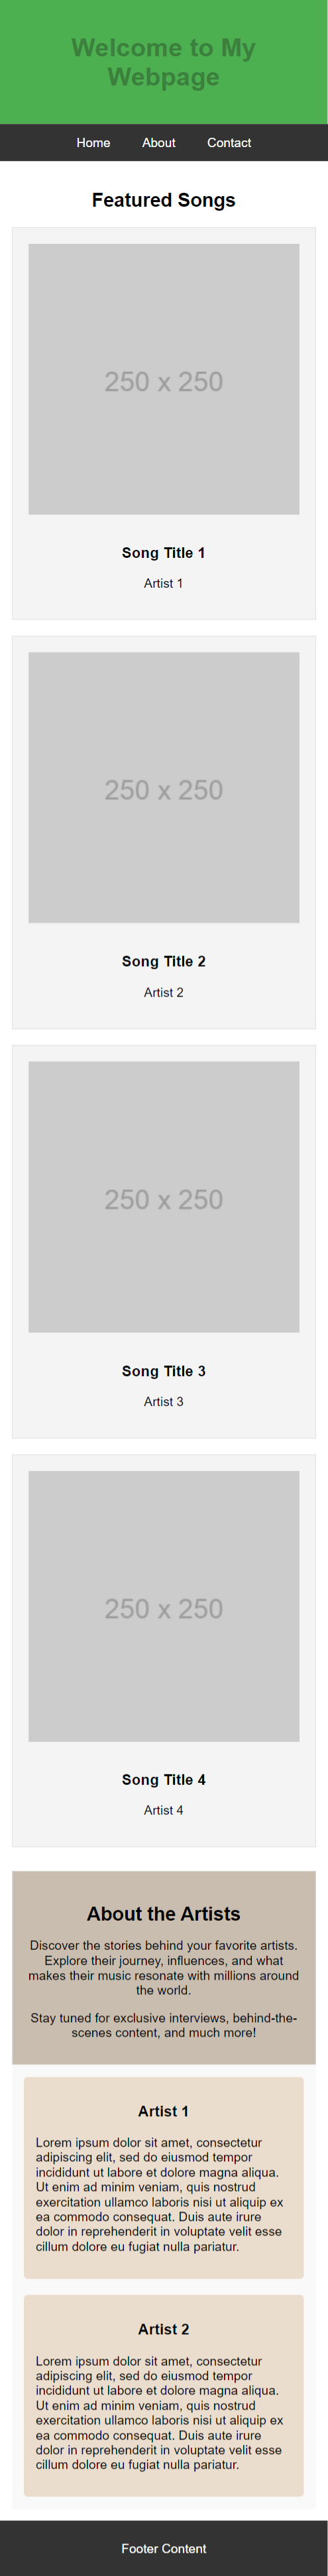 Welcome to My
Webpage
Home About Contact
Featured Songs
250 x 250
Song Title 1
Artist 1
250 x 250
Song Title 2
Artist 2
250 x 250
Song Title 3
Artist 3
250 x 250
Song Title 4
Artist 4
About the Artists
Discover the stories behind your favorite artists.
Explore their journey, influences, and what
makes their music resonate with millions around
the world.
Stay tuned for exclusive interviews, behind-the-
scenes content, and much more!
Artist 1
Lorem ipsum dolor sit amet, consectetur
adipiscing elit, sed do eiusmod tempor
incididunt ut labore et dolore magna aliqua.
Ut enim ad minim veniam, quis nostrud
exercitation ullamco laboris nisi ut aliquip ex
ea commodo consequat. Duis aute irure
dolor in reprehenderit in voluptate velit esse
cillum dolore eu fugiat nulla pariatur.
Artist 2
Lorem ipsum dolor sit amet, consectetur
adipiscing elit, sed do eiusmod tempor
incididunt ut labore et dolore magna aliqua.
Ut enim ad minim veniam, quis nostrud
exercitation ullamco laboris nisi ut aliquip ex
ea commodo consequat. Duis aute irure
dolor in reprehenderit in voluptate velit esse
cillum dolore eu fugiat nulla pariatur.
Footer Content